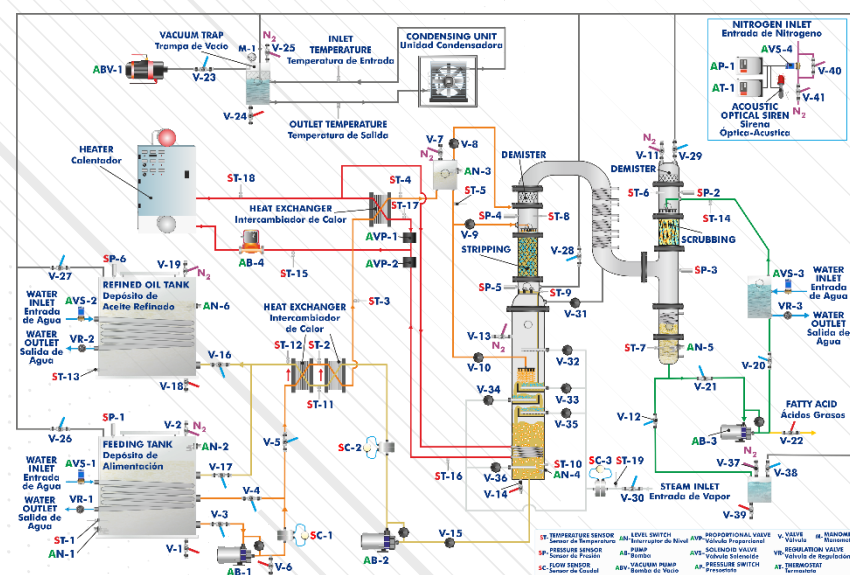 VACUUM TRAP
Trampa de Vacío
M-1
N2
V-25
INLET
TEMPERATURE
Temperatura de Entrada
CONDENSING UNIT
Unidad Condensadora
ABV-1
V-23
V-24
OUTLET TEMPERATURE
Temperatura de Salida
NITROGEN INLET
Entrada de Nitrogeno
AVS-4
AP-1
AT-1
V-40
V-41
N2
ACOUSTIC
OPTICAL SIREN
Sirena
Óptica-Acustica
HEATER
Calentador
ST-18
HEAT EXCHANGER
Intercambiador de Calor
ST-4
ST-17
AVP-1
AVP-2
AB-4
ST-15
V-7
N2
V-8
AN-3
ST-5
V-9
DEMISTER
SP-4
ST-8
STRIPPING
SP-5
ST-9
V-28
V-31
V-11
N2
V-29
DEMISTER
ST-6
SP-2
ST-14
SCRUBBING
SP-3
AVS-3
WATER
INLET
Entrada
de Agua
VR-3
WATER
OUTLET
Salida de
Agua
ST-7
AN-5
V-20
V-21
V-12
AB-3
FATTY ACID
Ácidos Grasos
V-22
N2
V-37
V-38
V-39
V-27
SP-6
V-19
N2
REFINED OIL TANK
Depósito de
Aceite Refinado
AN-6
AVS-2
WATER
INLET
Entrada
de Agua
WATER
OUTLET
Salida de
Agua
VR-2
ST-13
V-16
V-18
HEAT EXCHANGER
Intercambiador
de Calor
ST-3
ST-12
ST-2
ST-11
V-13
N2
V-10
V-32
V-34
V-33
V-35
V-36
ST-10
AN-4
V-14
ST-16
SC-3
ST-19
V-30
STEAM INLET
Entrada de Vapor
V-26
SP-1
V-2
N2
FEEDING TANK
Depósito de
Alimentación
AN-2
AVS-1
WATER
INLET
Entrada
de Agua
WATER
OUTLET
Salida de
Agua
VR-1
ST-1
AN-1
V-17
V-4
V-3
V-1
V-5
SC-1
SC-2
AB-1
V-6
AB-2
V-15
ST- TEMPERATURE SENSOR
Sensor de Temperatura
SP- PRESSURE SENSOR
Sensor de Presión
SC- FLOW SENSOR
Sensor de Caudal
AN- LEVEL SWITCH
Interruptor de Nivel
AB- PUMP
Bomba
ABV- VACUUM PUMP
Bomba de Vacío
AVP- PROPORTIONAL VALVE
Válvula Proporcional
AVS- SOLENOID VALVE
Válvula Solenoide
AP- PRESSURE SWITCH
Presostato
V- VALVE
Válvula
VR- REGULATION VALVE
Válvula de Regulación
AT- THERMOSTAT
Termostato